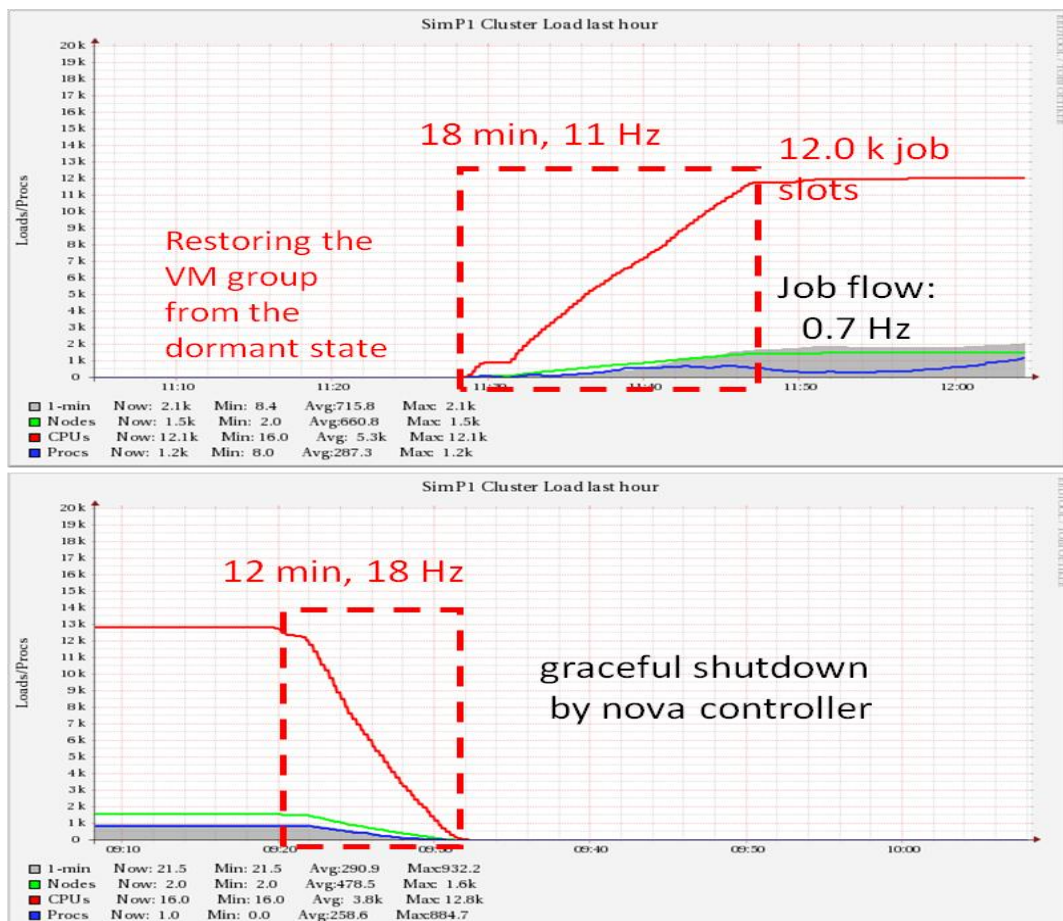 SimP1 Cluster Load last hour
20 k
19 k
18 k
17 k
16 k
15 k
14 k
13 k
12 k
11 k
10 k
9 k
8 k
7 k
6 k
5 k
4 k
3 k
2 k
1 k
0
Loads/Procs
18 min, 11 Hz
12.0 k job
slots
Restoring the
VM group
from the
dormant state
Job flow:
0.7 Hz
11:10 11:20 11:30 11:40 11:50 12:00
1-min Now: 2.1k Min: 8.4 Avg:715.8 Max: 2.1k
Nodes Now: 1.5k Min: 2.0 Avg:660.8 Max: 1.5k
CPUs Now:12.1k Min: 16.0 Avg: 5.3k Max: 12.1k
Procs Now: 1.2k Min: 8.0 Avg:287.3 Max: 1.2k
SimP1 Cluster Load last hour
20 k
19 k
18 k
17 k
16 k
15 k
14 k
13 k
12 k
11 k
10 k
9 k
8 k
7 k
6 k
5 k
4 k
3 k
2 k
1 k
0
Loads/Procs
12 min, 18 Hz
graceful shutdown
by nova controller
09:10 09:20 09:30 09:40 09:50 10:00
1-min Now: 21.5 Min: 21.5 Avg:290.9 Max:932.2
Nodes Now: 2.0 Min: 2.0 Avg:478.5 Max: 1.6k
CPUs Now: 16.0 Min: 16.0 Avg: 3.8k Max: 12.8k
Procs Now: 1.0 Min: 0.0 Avg:258.6 Max:884.7